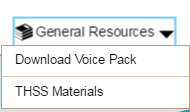 General Resources
Download Voice Pack
THSS Materials